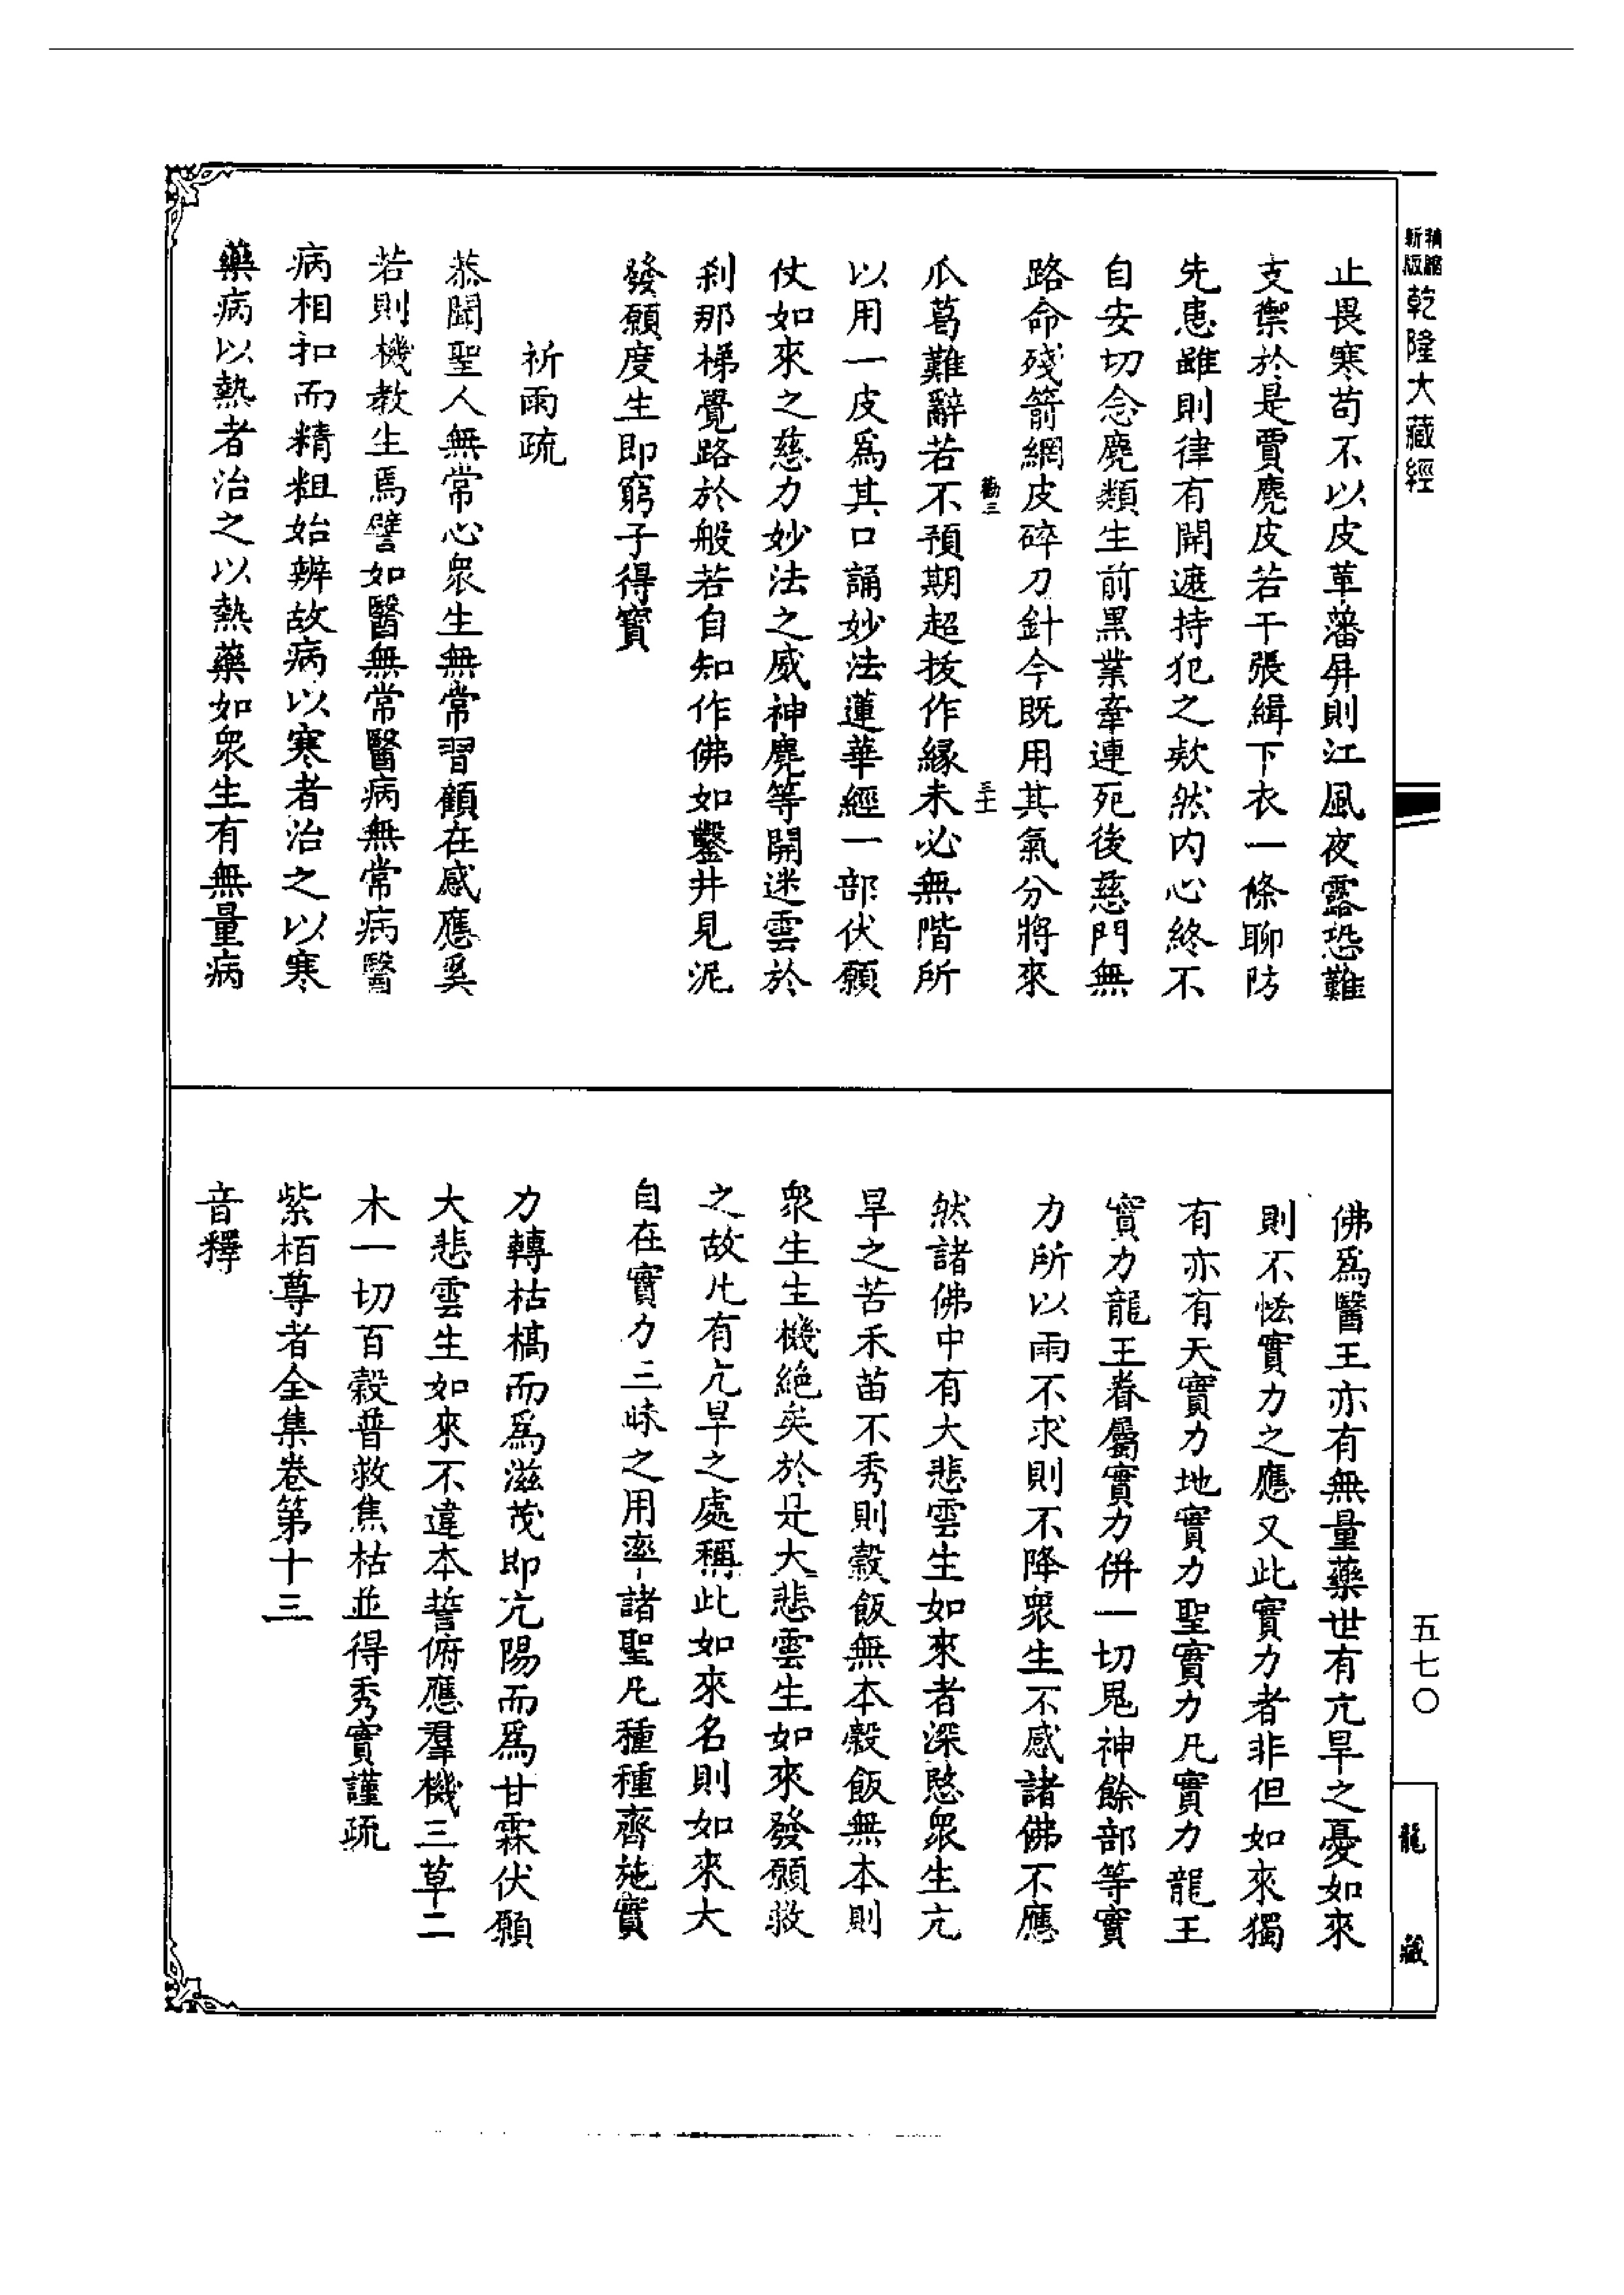 新版精縮
乾隆大藏經
止畏寒苟不以皮革藩屏則江風夜露恐難
支禦於是賈麂皮若干張緝下衣一條聊防
先患雖則律有開遮持犯之欵然内心終不
自安切念麂類生前黑業牽連死後慈門無
路命殘箭網皮碎刀針今既用其氣分將來
勸三
三十
瓜葛難辭若不預期超拔作緣未必無階所
以用一皮爲其口誦妙法蓮華經一部伏願
仗如來之慈力妙法之威神麂等開迷雲於
刹那梯覺路於般若自知作佛如鑿井見泥
發願度生即窮子得寶
祈雨疏
恭聞聖人無常心衆生無常習顧在感應奚
若則機教生焉譬如醫無常醫病無常病醫
病相扣而精粗始辨故病以寒者治之以寒
藥病以熱者治之以熱藥如衆生有無量病
佛爲醫王亦有無量藥世有亢旱之憂如來
則不恡實力之應又此實力者非但如來獨
有亦有天實力地實力聖實力凡實力龍王
實力龍王眷屬實力併一切鬼神餘部等實
力所以雨不求則不降衆生不感諸佛不應
然諸佛中有大悲雲生如來者深愍衆生亢
旱之苦禾苗不秀則穀飯無本穀飯無本則
衆生生機絶矣於是大悲雲生如來發願救
之故凡有亢旱之處稱此如來名則如來大
自在實力三昧之用率諸聖凡種種齊施實
力轉枯槁而爲滋茂即亢陽而爲甘霖伏願
大悲雲生如來不違本誓俯應羣機三草二
木一切百穀普救焦枯並得秀實謹疏
紫栢尊者全集卷第十三
音釋
五七〇
龍藏